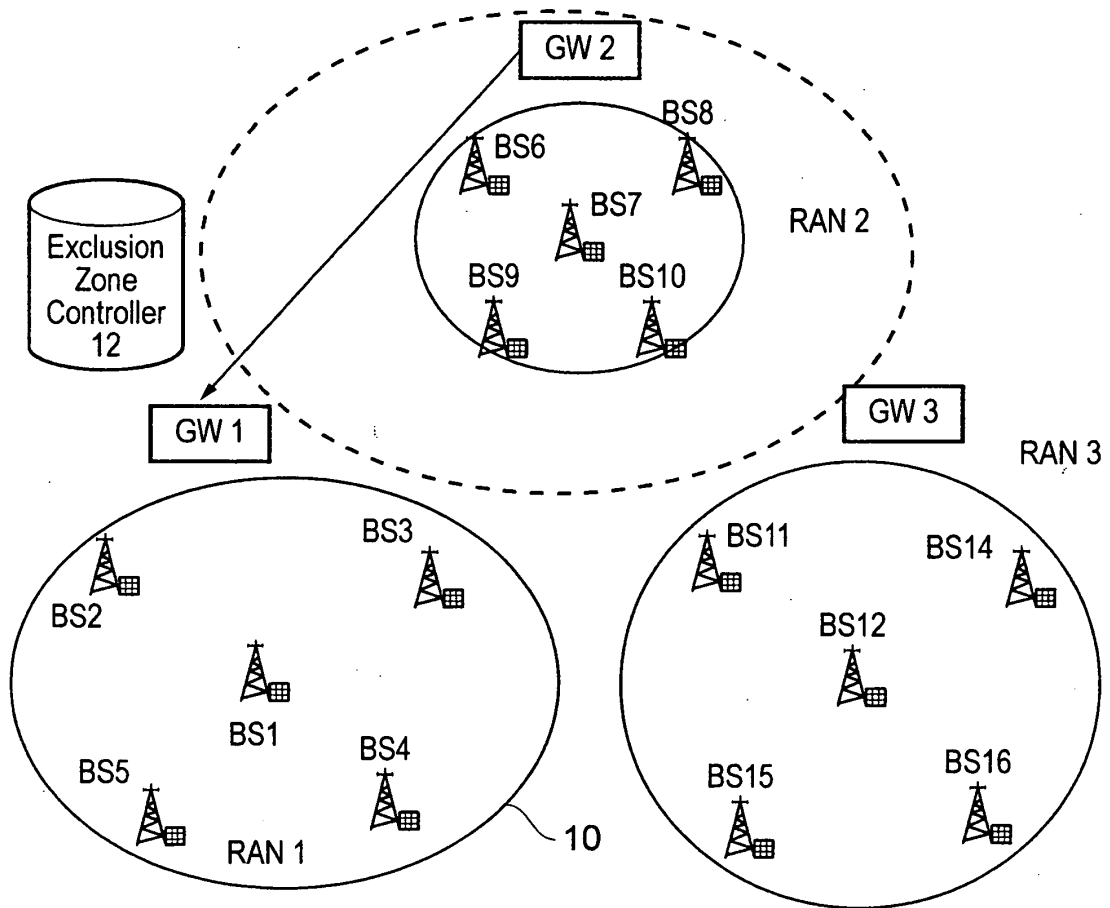 GW 2
BS8
BS6
BS7
RAN 2
Exclusion
Zone
Controller
12
BS9
BS10
GW 1
GW 3
RAN 3
BS3
BS11
BS14
BS2
BS12
BS1
BS5
BS4
BS15
BS16
RAN 1
10